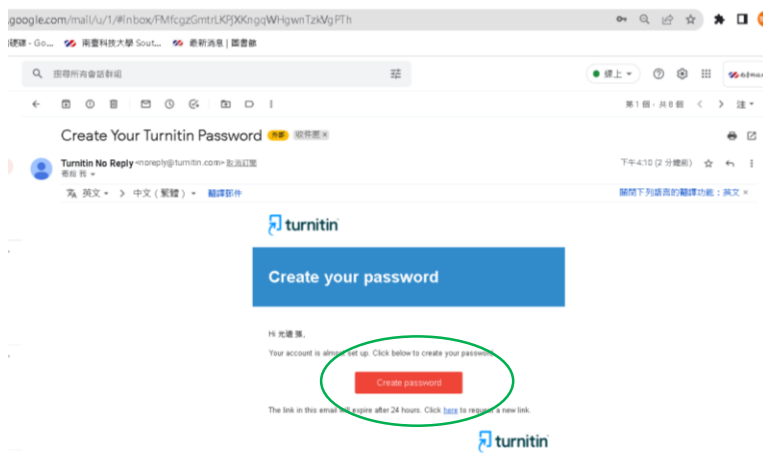 .google.com/mail/u/1/#inbox/FMfcgzGmtrLKPJXKngqWHgwnTzkVgPTh
- Go... 南臺科技大學 Sout... 最新消息 | 圖書館
搜尋所有會話群組
線上
第 1 個，共 8 個
Create Your Turnitin Password 外部 收件匣 ×
Turnitin No Reply <noreply@turnitin.com> 取消訂閱
寄給 我
下午4:10 (2 分鐘前)
英文 > 中文 (繁體) 翻譯郵件
關閉下列語言的翻譯功能：英文 ×
turnitin
Create your password
Hi
Your account is almost set up. Click below to create your password.
Create password
The link in this email will expire after 24 hours. Click here to request a new link.
turnitin